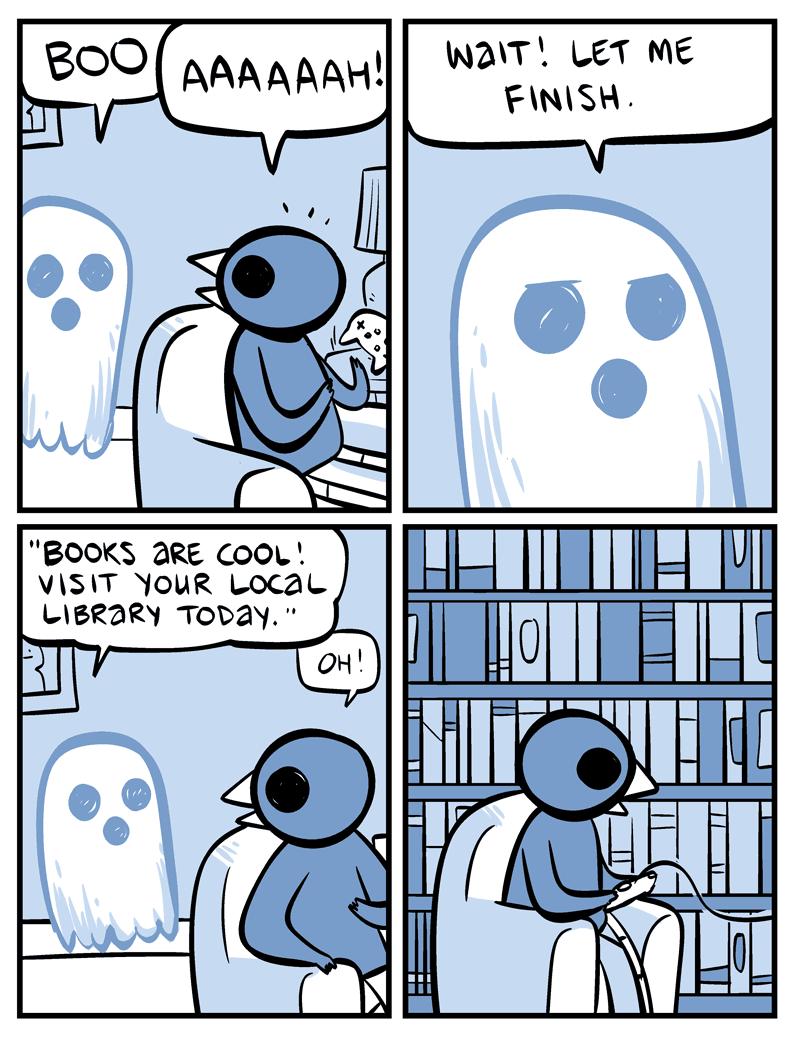 BOO
AAAAAAH!
WaIT! LET ME
FINISH.
"BOOKS aRE COOL!
VISIT YOUR LOCaL
LIBRaRY TODAY."
OH!